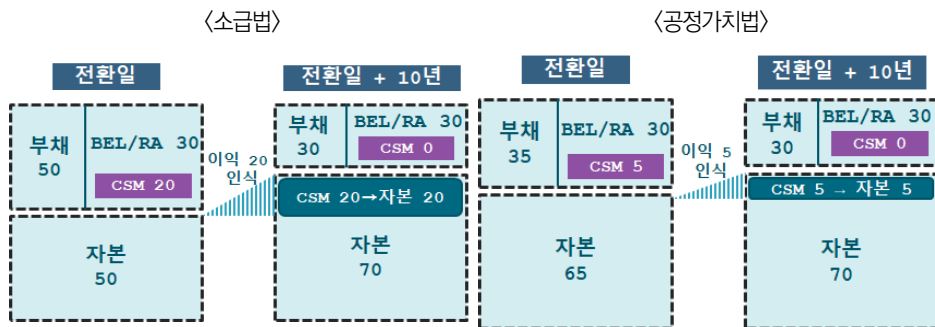 〈소급법〉
전환일
부채
50
BEL/RA 30
CSM 20
자본
50
이익 20
인식
전환일 + 10년
부채
30
BEL/RA 30
CSM 0
CSM 20→자본 20
자본
70
〈공정가치법〉
전환일
부채
35
BEL/RA 30
CSM 5
자본
65
이익 5
인식
전환일 + 10년
부채
30
BEL/RA 30
CSM 0
CSM 5 → 자본 5
자본
70